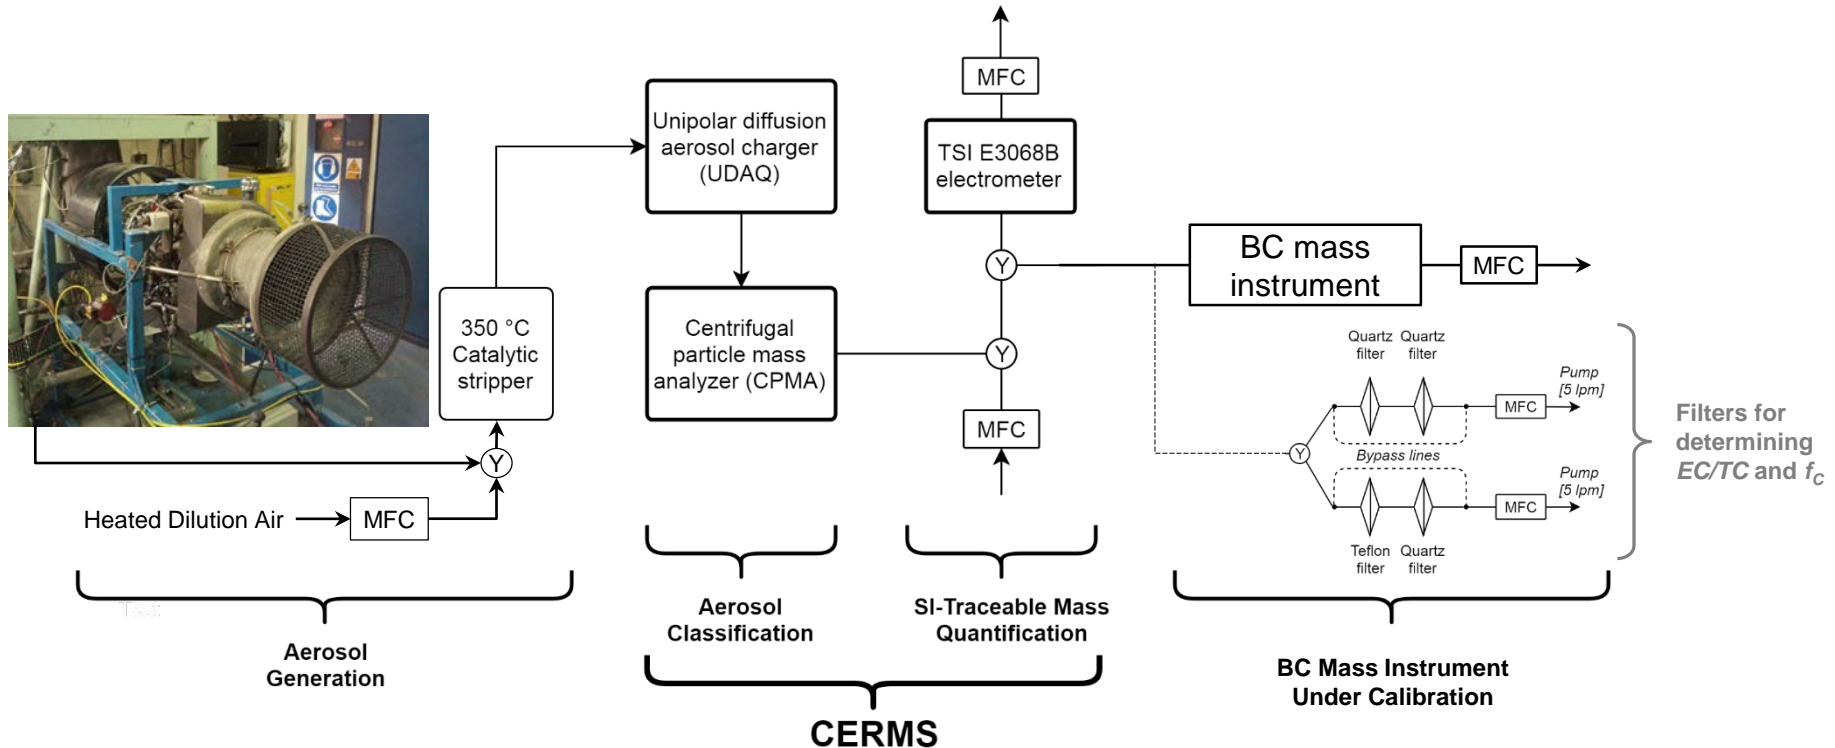 MFC
Unipolar diffusion
aerosol charger
(UDAQ)
TSI E3068B
electrometer
Y
BC mass
instrument
MFC
350 °C
Catalytic
stripper
Centrifugal
particle mass
analyzer (CPMA)
Y
MFC
Y
Heated Dilution Air
MFC
Quartz
filter
Quartz
filter
Pump
[5 lpm]
MFC
Y
Bypass lines
Pump
[5 lpm]
MFC
Teflon
filter
Quartz
filter
Filters for
determining
EC/TC and fC
Text
Aerosol
Generation
Aerosol
Classification
SI-Traceable Mass
Quantification
CERMS
BC Mass Instrument
Under Calibration